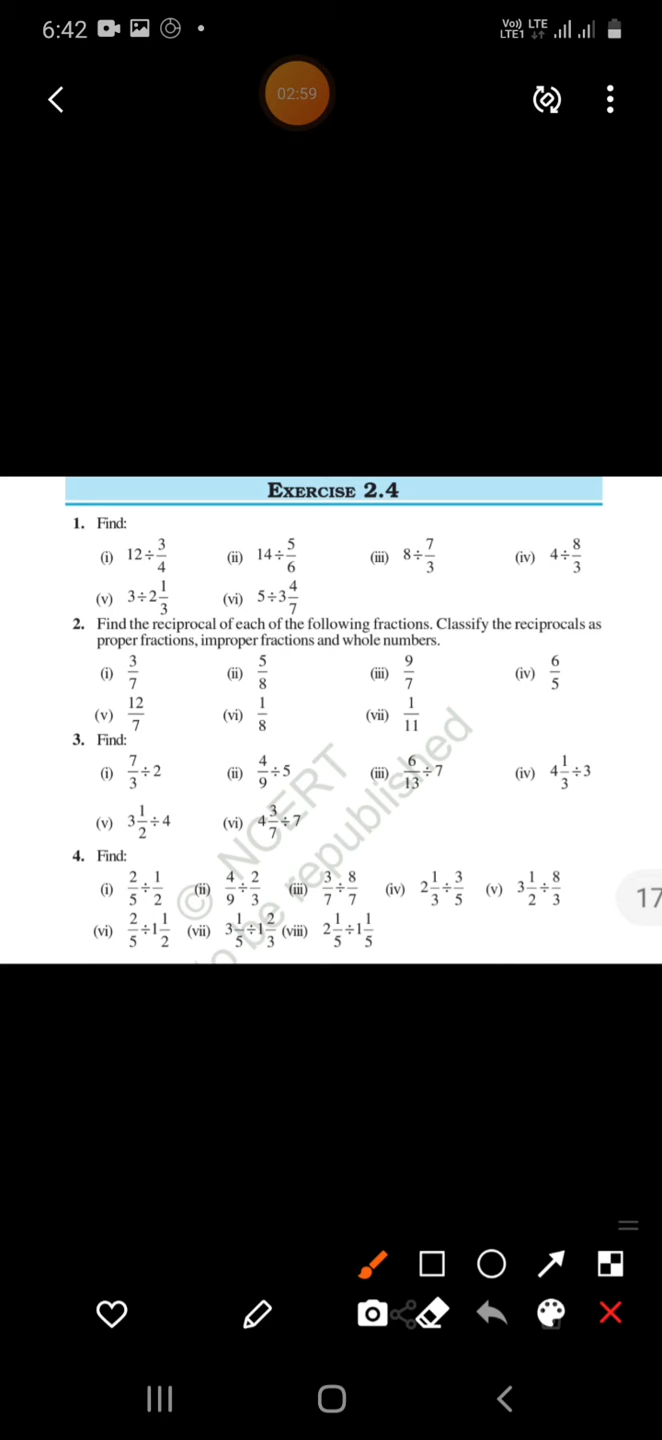 6:42
Vo)) LTE
LTE1
02:59
EXERCISE 2.4
1. Find:
(i) 12÷3/4 (ii) 14÷5/6 (iii) 8÷7/3 (iv) 4÷8/3
(v) 3÷2 1/3 (vi) 5÷3 4/7
2. Find the reciprocal of each of the following fractions. Classify the reciprocals as
proper fractions, improper fractions and whole numbers.
(i) 3/7 (ii) 5/8 (iii) 9/7 (iv) 6/5
(v) 12/7 (vi) 1/8 (vii) 1/11
3. Find:
(i) 7/3÷2 (ii) 4/9÷5 (iii) 6/13÷7 (iv) 4 1/3÷3
(v) 3 1/2÷4 (vi) 4 3/7÷7
4. Find:
(i) 2/5÷1/2 (ii) 4/9÷2/3 (iii) 3/7÷8/7 (iv) 2 1/3÷3/5 (v) 3 1/2÷8/3
(vi) 2/5÷1 1/2 (vii) 3 1/5÷1 2/3 (viii) 2 1/5÷1 1/5
© NCERT
to be republished
17